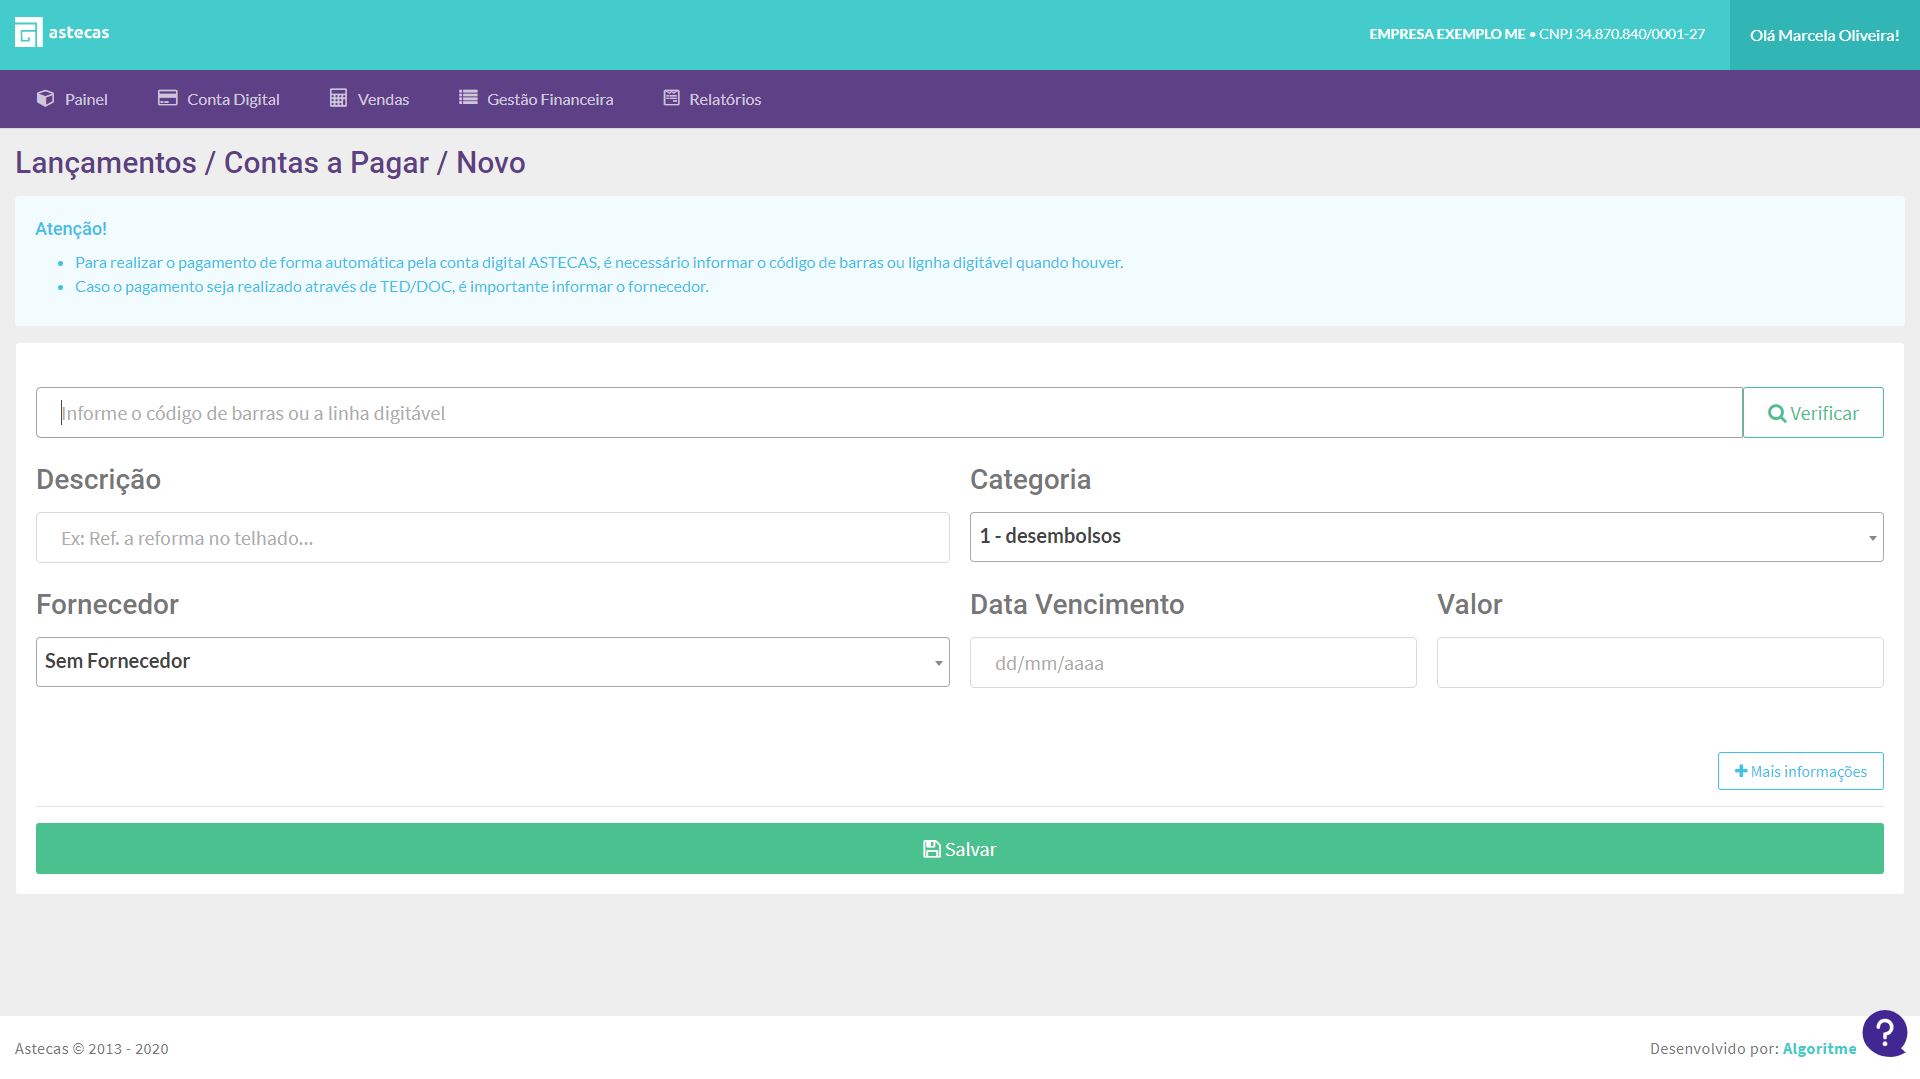 astecas
EMPRESA EXEMPLO ME • CNPJ 34.870.840/0001-27
Olá Marcela Oliveira!
Painel
Conta Digital
Vendas
Gestão Financeira
Relatórios
Lançamentos / Contas a Pagar / Novo
Atenção!
• Para realizar o pagamento de forma automática pela conta digital ASTECAS, é necessário informar o código de barras ou lignha digitável quando houver.
• Caso o pagamento seja realizado através de TED/DOC, é importante informar o fornecedor.
Informe o código de barras ou a linha digitável
Verificar
Descrição
Categoria
Ex: Ref. a reforma no telhado...
1 - desembolsos
Fornecedor
Data Vencimento
Valor
Sem Fornecedor
dd/mm/aaaa
Mais informações
Salvar
Astecas © 2013 - 2020
Desenvolvido por: Algoritme
?